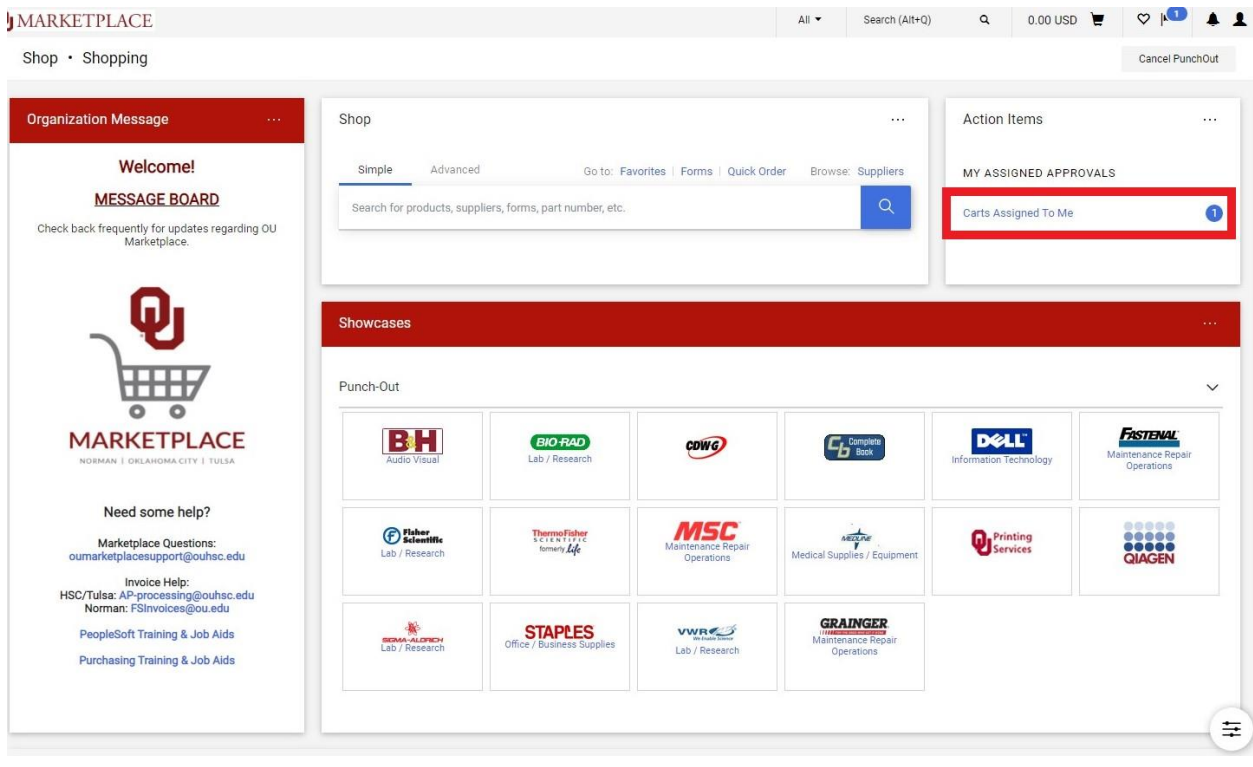 OU MARKETPLACE
All
Search (Alt+Q)
0.00 USD
1
Shop • Shopping
Cancel PunchOut
Organization Message
...
Welcome!
MESSAGE BOARD
Check back frequently for updates regarding OU
Marketplace.
OU
MARKETPLACE
NORMAN | OKLAHOMA CITY | TULSA
Need some help?
Marketplace Questions:
oumarketplacesupport@ouhsc.edu
Invoice Help:
HSC/Tulsa: AP-processing@ouhsc.edu
Norman: FSInvoices@ou.edu
PeopleSoft Training & Job Aids
Purchasing Training & Job Aids
Shop
...
Simple
Advanced
Go to: Favorites | Forms | Quick Order
Browse: Suppliers
Search for products, suppliers, forms, part number, etc.
Action Items
...
MY ASSIGNED APPROVALS
Carts Assigned To Me
1
Showcases
...
Punch-Out
B&H
Audio Visual
BIO-RAD
Lab / Research
CDWG
Cb Complete
Book
DELL
Information Technology
FASTENAL
Maintenance Repair
Operations
Fisher
Scientific
Lab / Research
ThermoFisher
SCIENTIFIC
formerly Life
MSC
Maintenance Repair
Operations
MEDLINE
Medical Supplies / Equipment
OU Printing
Services
QIAGEN
SIGMA-ALDRICH
Lab / Research
STAPLES
Office / Business Supplies
VWR
We Enable Science
Lab / Research
GRAINGER
Maintenance Repair
Operations